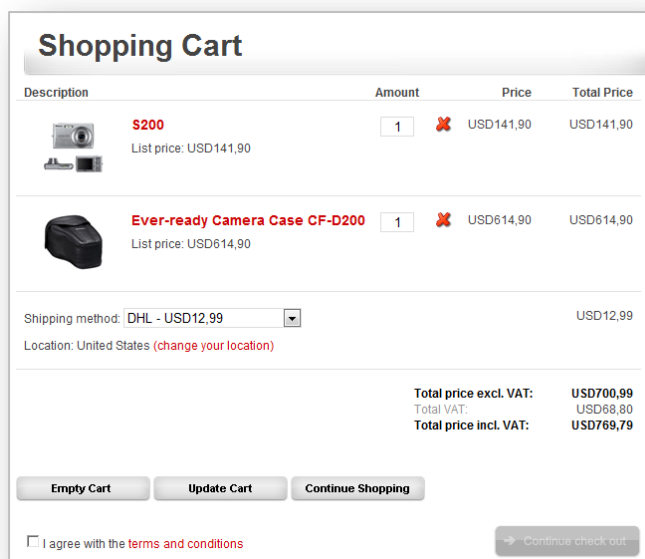 Shopping Cart
Description Amount Price Total Price
S200 1 USD141,90 USD141,90
List price: USD141,90
Ever-ready Camera Case CF-D200 1 USD614,90 USD614,90
List price: USD614,90
Shipping method: DHL - USD12,99 USD12,99
Location: United States (change your location)
Total price excl. VAT: USD700,99
Total VAT: USD68,80
Total price incl. VAT: USD769,79
Empty Cart Update Cart Continue Shopping
I agree with the terms and conditions Continue check out